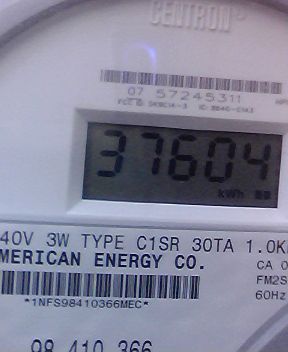 CENTRON
07 57245311
37604
kWh
40V 3W TYPE C1SR 30TA 1.0K
MERICAN ENERGY CO.
CA 0
FM2S
60Hz
*1NFS98410366MEC*
98 410 366